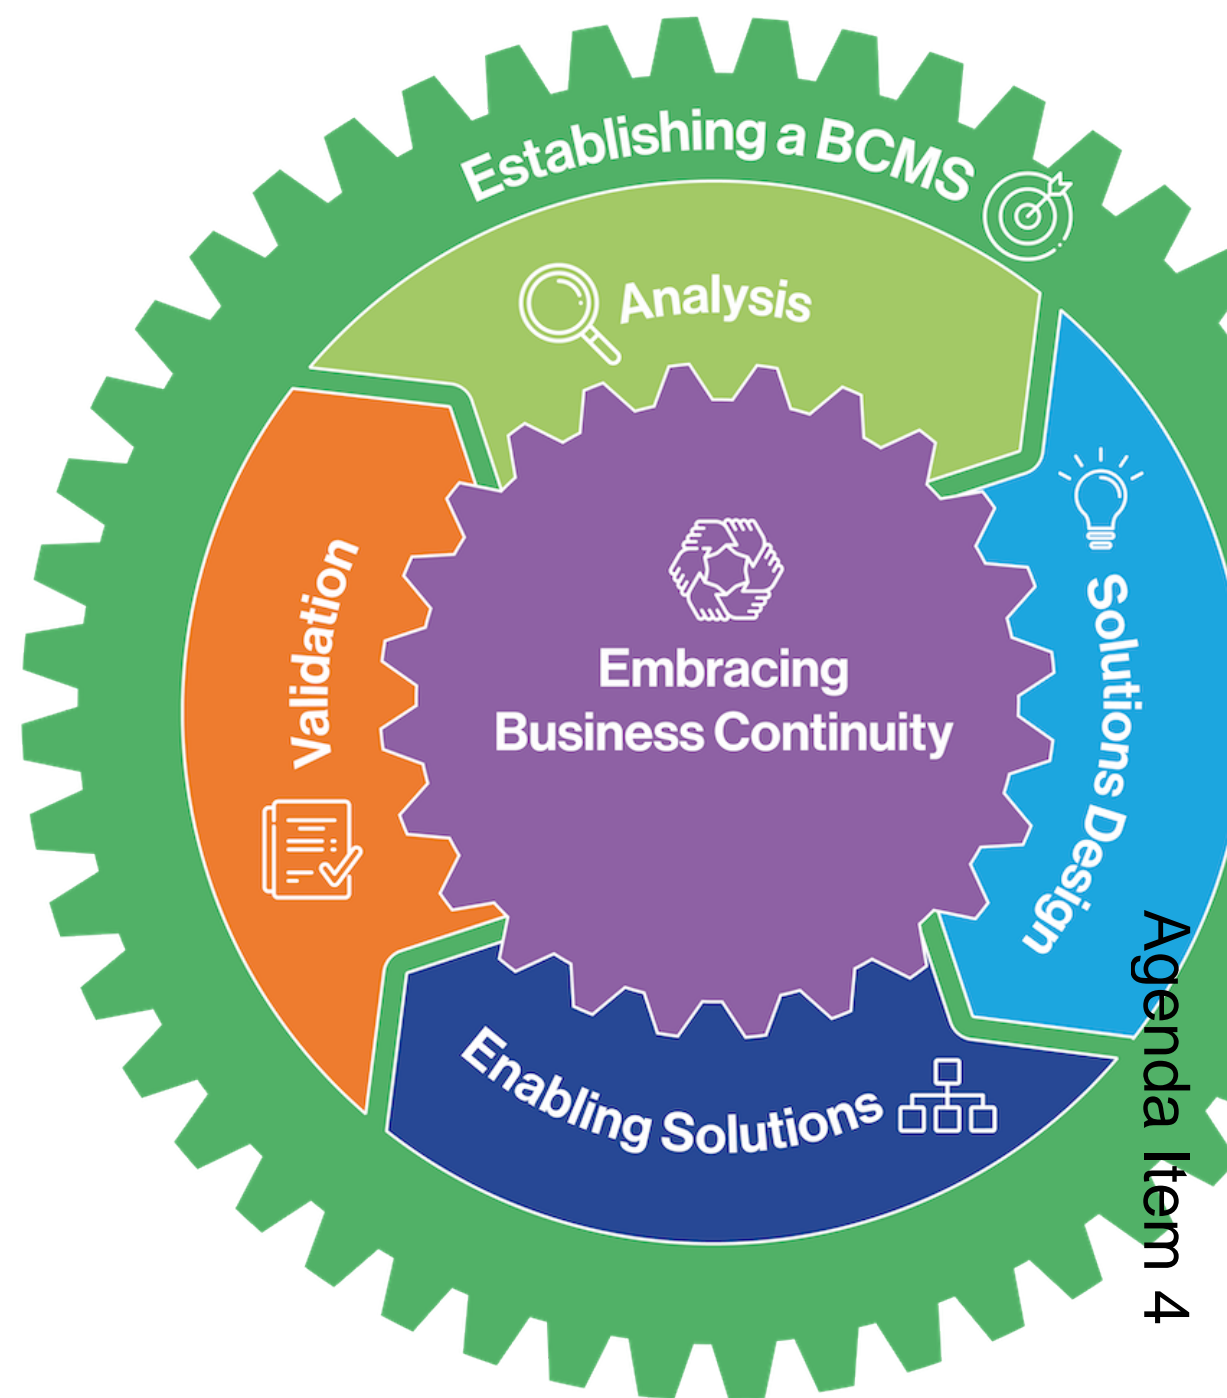 Establishing a BCMS
Analysis
Solutions Design
Enabling Solutions
Validation
Embracing
Business Continuity
Agenda Item 4